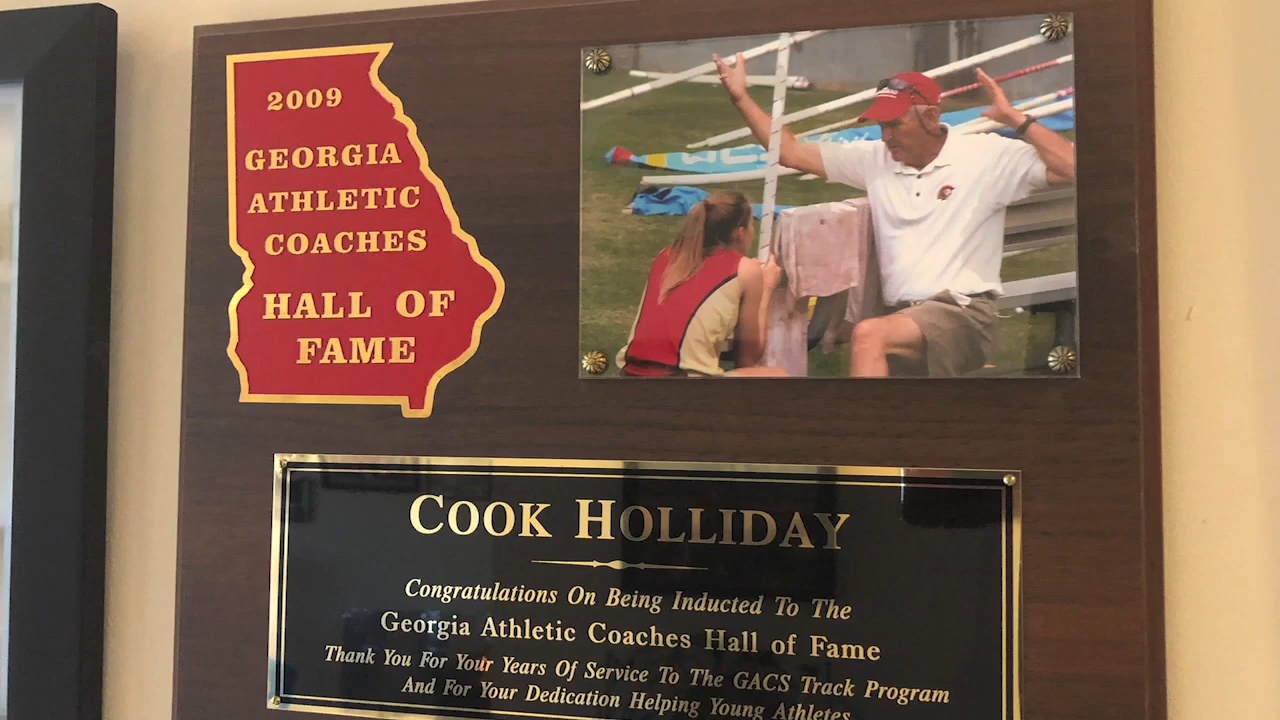 2009
GEORGIA
ATHLETIC
COACHES
HALL OF
FAME
COOK HOLLIDAY
Congratulations On Being Inducted To The
Georgia Athletic Coaches Hall of Fame
Thank You For Your Years Of Service To The GACS Track Program
And For Your Dedication Helping Young Athletes